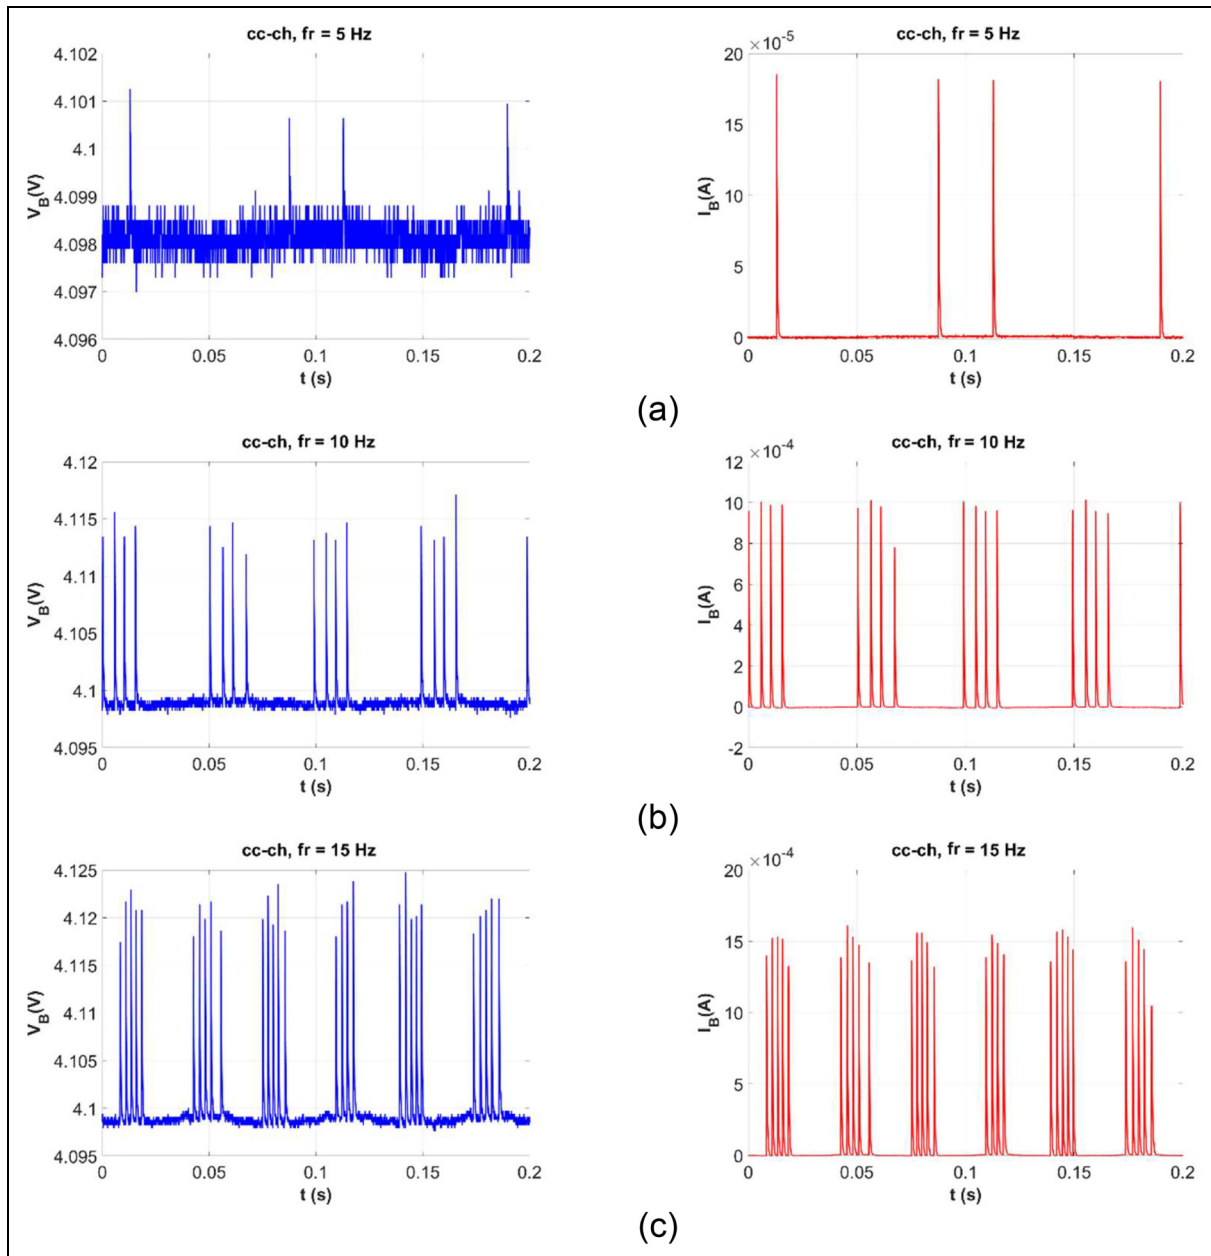 cc-ch, fr = 5 Hz
4.102
4.101
4.1
4.099
4.098
4.097
4.096
V_B(V)
0 0.05 0.1 0.15 0.2
t (s)
cc-ch, fr = 5 Hz
×10⁻⁵
20
15
10
5
0
I_B(A)
0 0.05 0.1 0.15 0.2
t (s)
(a)
cc-ch, fr = 10 Hz
4.12
4.115
4.11
4.105
4.1
4.095
V_B(V)
0 0.05 0.1 0.15 0.2
t (s)
cc-ch, fr = 10 Hz
×10⁻⁴
12
10
8
6
4
2
0
-2
I_B(A)
0 0.05 0.1 0.15 0.2
t (s)
(b)
cc-ch, fr = 15 Hz
4.125
4.12
4.115
4.11
4.105
4.1
4.095
V_B(V)
0 0.05 0.1 0.15 0.2
t (s)
cc-ch, fr = 15 Hz
×10⁻⁴
20
15
10
5
0
I_B(A)
0 0.05 0.1 0.15 0.2
t (s)
(c)